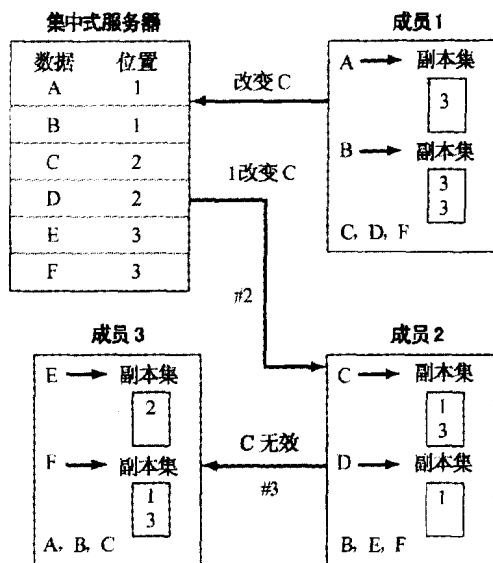 集中式服务器
数据 位置
A 1
B 1
C 2
D 2
E 3
F 3
成员1
A 副本集
3
B 副本集
3
3
C, D, F
改变 C
1改变 C
#2
成员 3
E 副本集
2
F 副本集
1
3
A, B, C
C 无效
#3
成员 2
C 副本集
1
3
D 副本集
1
B, E, F